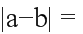 |a−b| =